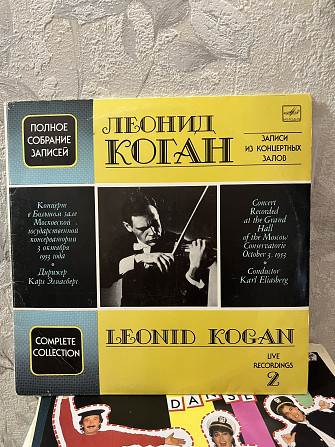 ПОЛНОЕ
СОБРАНИЕ
ЗАПИСЕЙ
ЛЕОНИД
КОГАН
ЗАПИСИ
ИЗ КОНЦЕРТНЫХ
ЗАЛОВ
Концерт
в Большом зале
Московской
государственной
консерватории
3 октября
1953 года
Дирижер
Карл Элиасберг
Concert
Recorded
at the Grand
Hall
of the Moscow
Conservatoire
October 3, 1953
Conductor
Karl Eliasberg
COMPLETE
COLLECTION
LEONID KOGAN
LIVE
RECORDINGS
2
DANSE